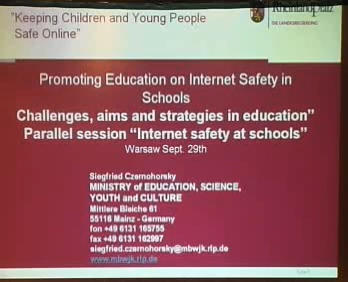 "Keeping Children and Young People
Safe Online"
Rheinlandpfalz
DIE LANDESREGIERUNG
Promoting Education on Internet Safety in
Schools
Challenges, aims and strategies in education"
Parallel session "Internet safety at schools"
Warsaw Sept. 29th
Siegfried Czernohorsky
MINISTRY of EDUCATION, SCIENCE,
YOUTH and CULTURE
Mittlere Bleiche 61
55116 Mainz - Germany
fon +49 6131 165755
fax +49 6131 162997
siegfried.czernohorsky@mbwjk.rlp.de
www.mbwjk.rlp.de